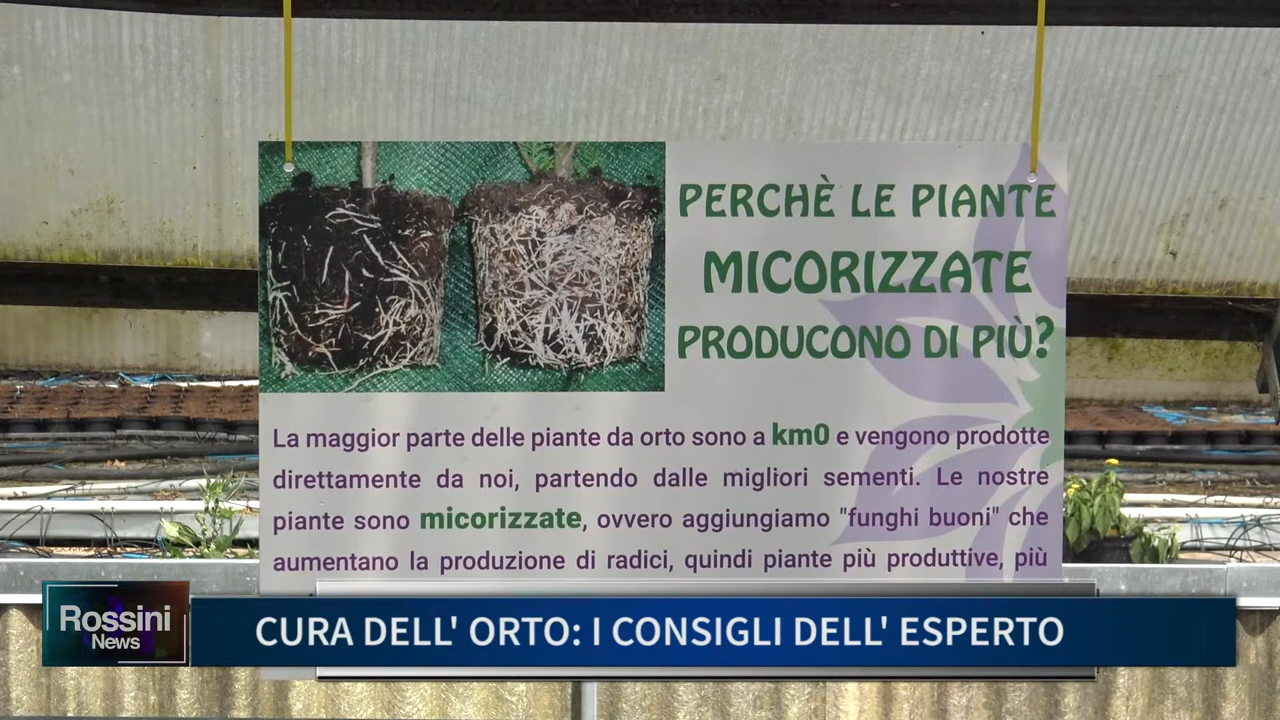 PERCHÈ LE PIANTE
MICORIZZATE
PRODUCONO DI PIÙ?
La maggior parte delle piante da orto sono a km0 e vengono prodotte
direttamente da noi, partendo dalle migliori sementi. Le nostre
piante sono micorizzate, ovvero aggiungiamo "funghi buoni" che
aumentano la produzione di radici, quindi piante più produttive, più
Rossini
News
CURA DELL' ORTO: I CONSIGLI DELL' ESPERTO